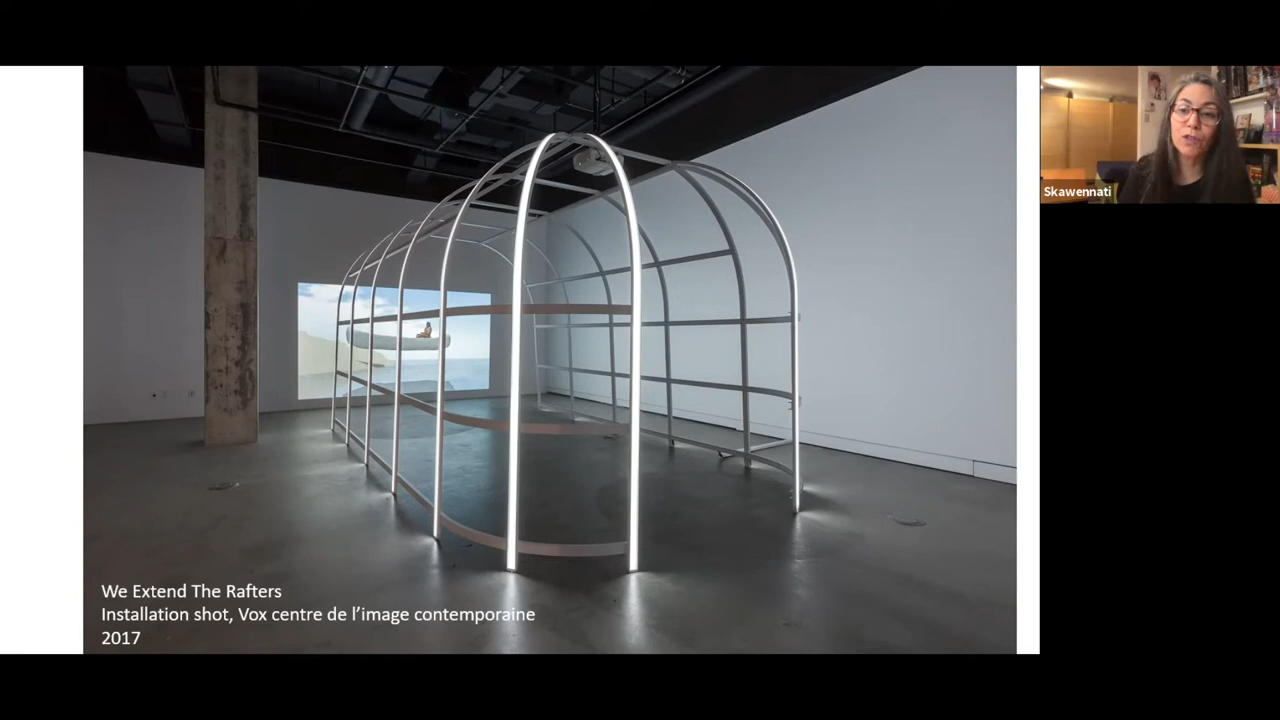 We Extend The Rafters
Installation shot, Vox centre de l’image contemporaine
2017
Skawennati